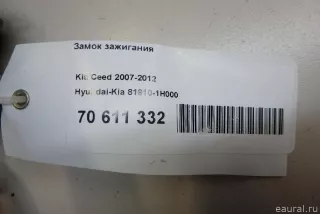 Замок зажигания
Kia Ceed 2007-2012
Hyundai-Kia 81910-1H000
70 611 332
eaural.ru